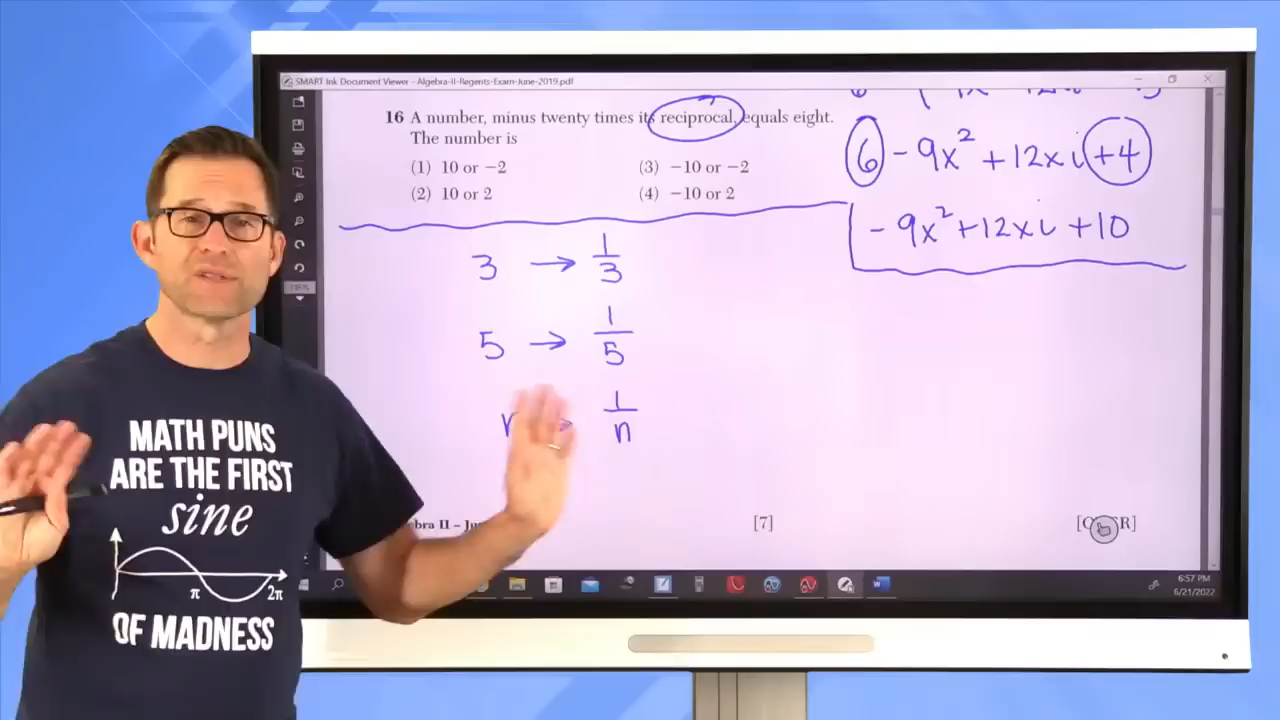 SMART Ink Document Viewer - Algebra-II-Regents-Exam-June-2019.pdf
16 A number, minus twenty times its reciprocal, equals eight.
The number is
(1) 10 or −2
(3) −10 or −2
(2) 10 or 2
(4) −10 or 2
6 - 9x² + 12xi + 4
- 9x² + 12xi + 10
3 → 1/3
5 → 1/5
1/n
[7]
6:57 PM
6/21/2022
MATH PUNS
ARE THE FIRST
sine
π 2π
OF MADNESS